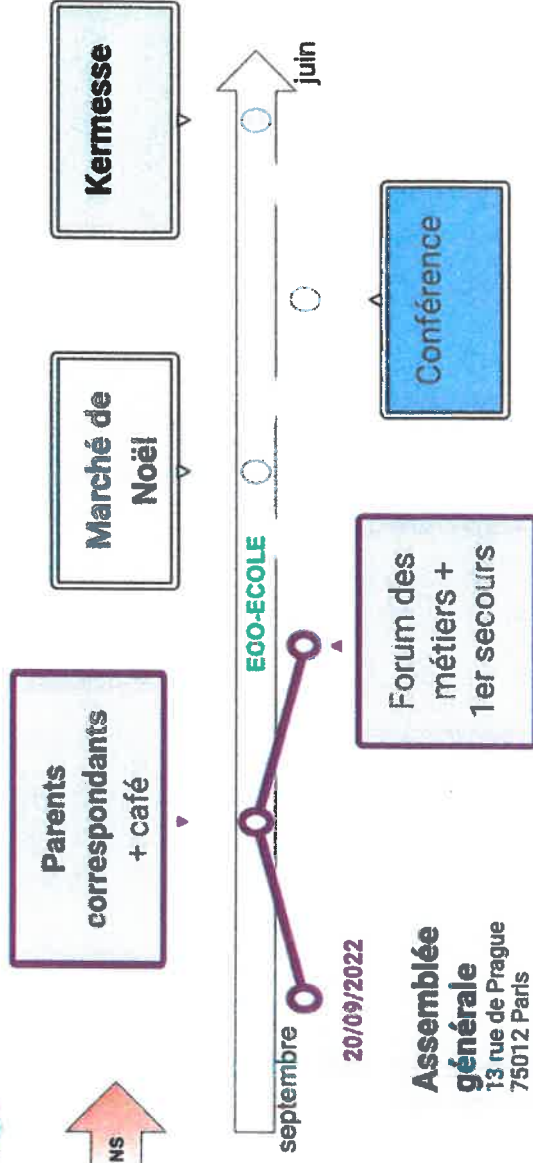 NS
Parents
correspondants
+ café
Marché de
Noël
Kermesse
septembre
EOO-ECOLE
juin
20/09/2022
Assemblée
générale
13 rue de Prague
75012 Paris
Forum des
métiers +
1er secours
Conférence